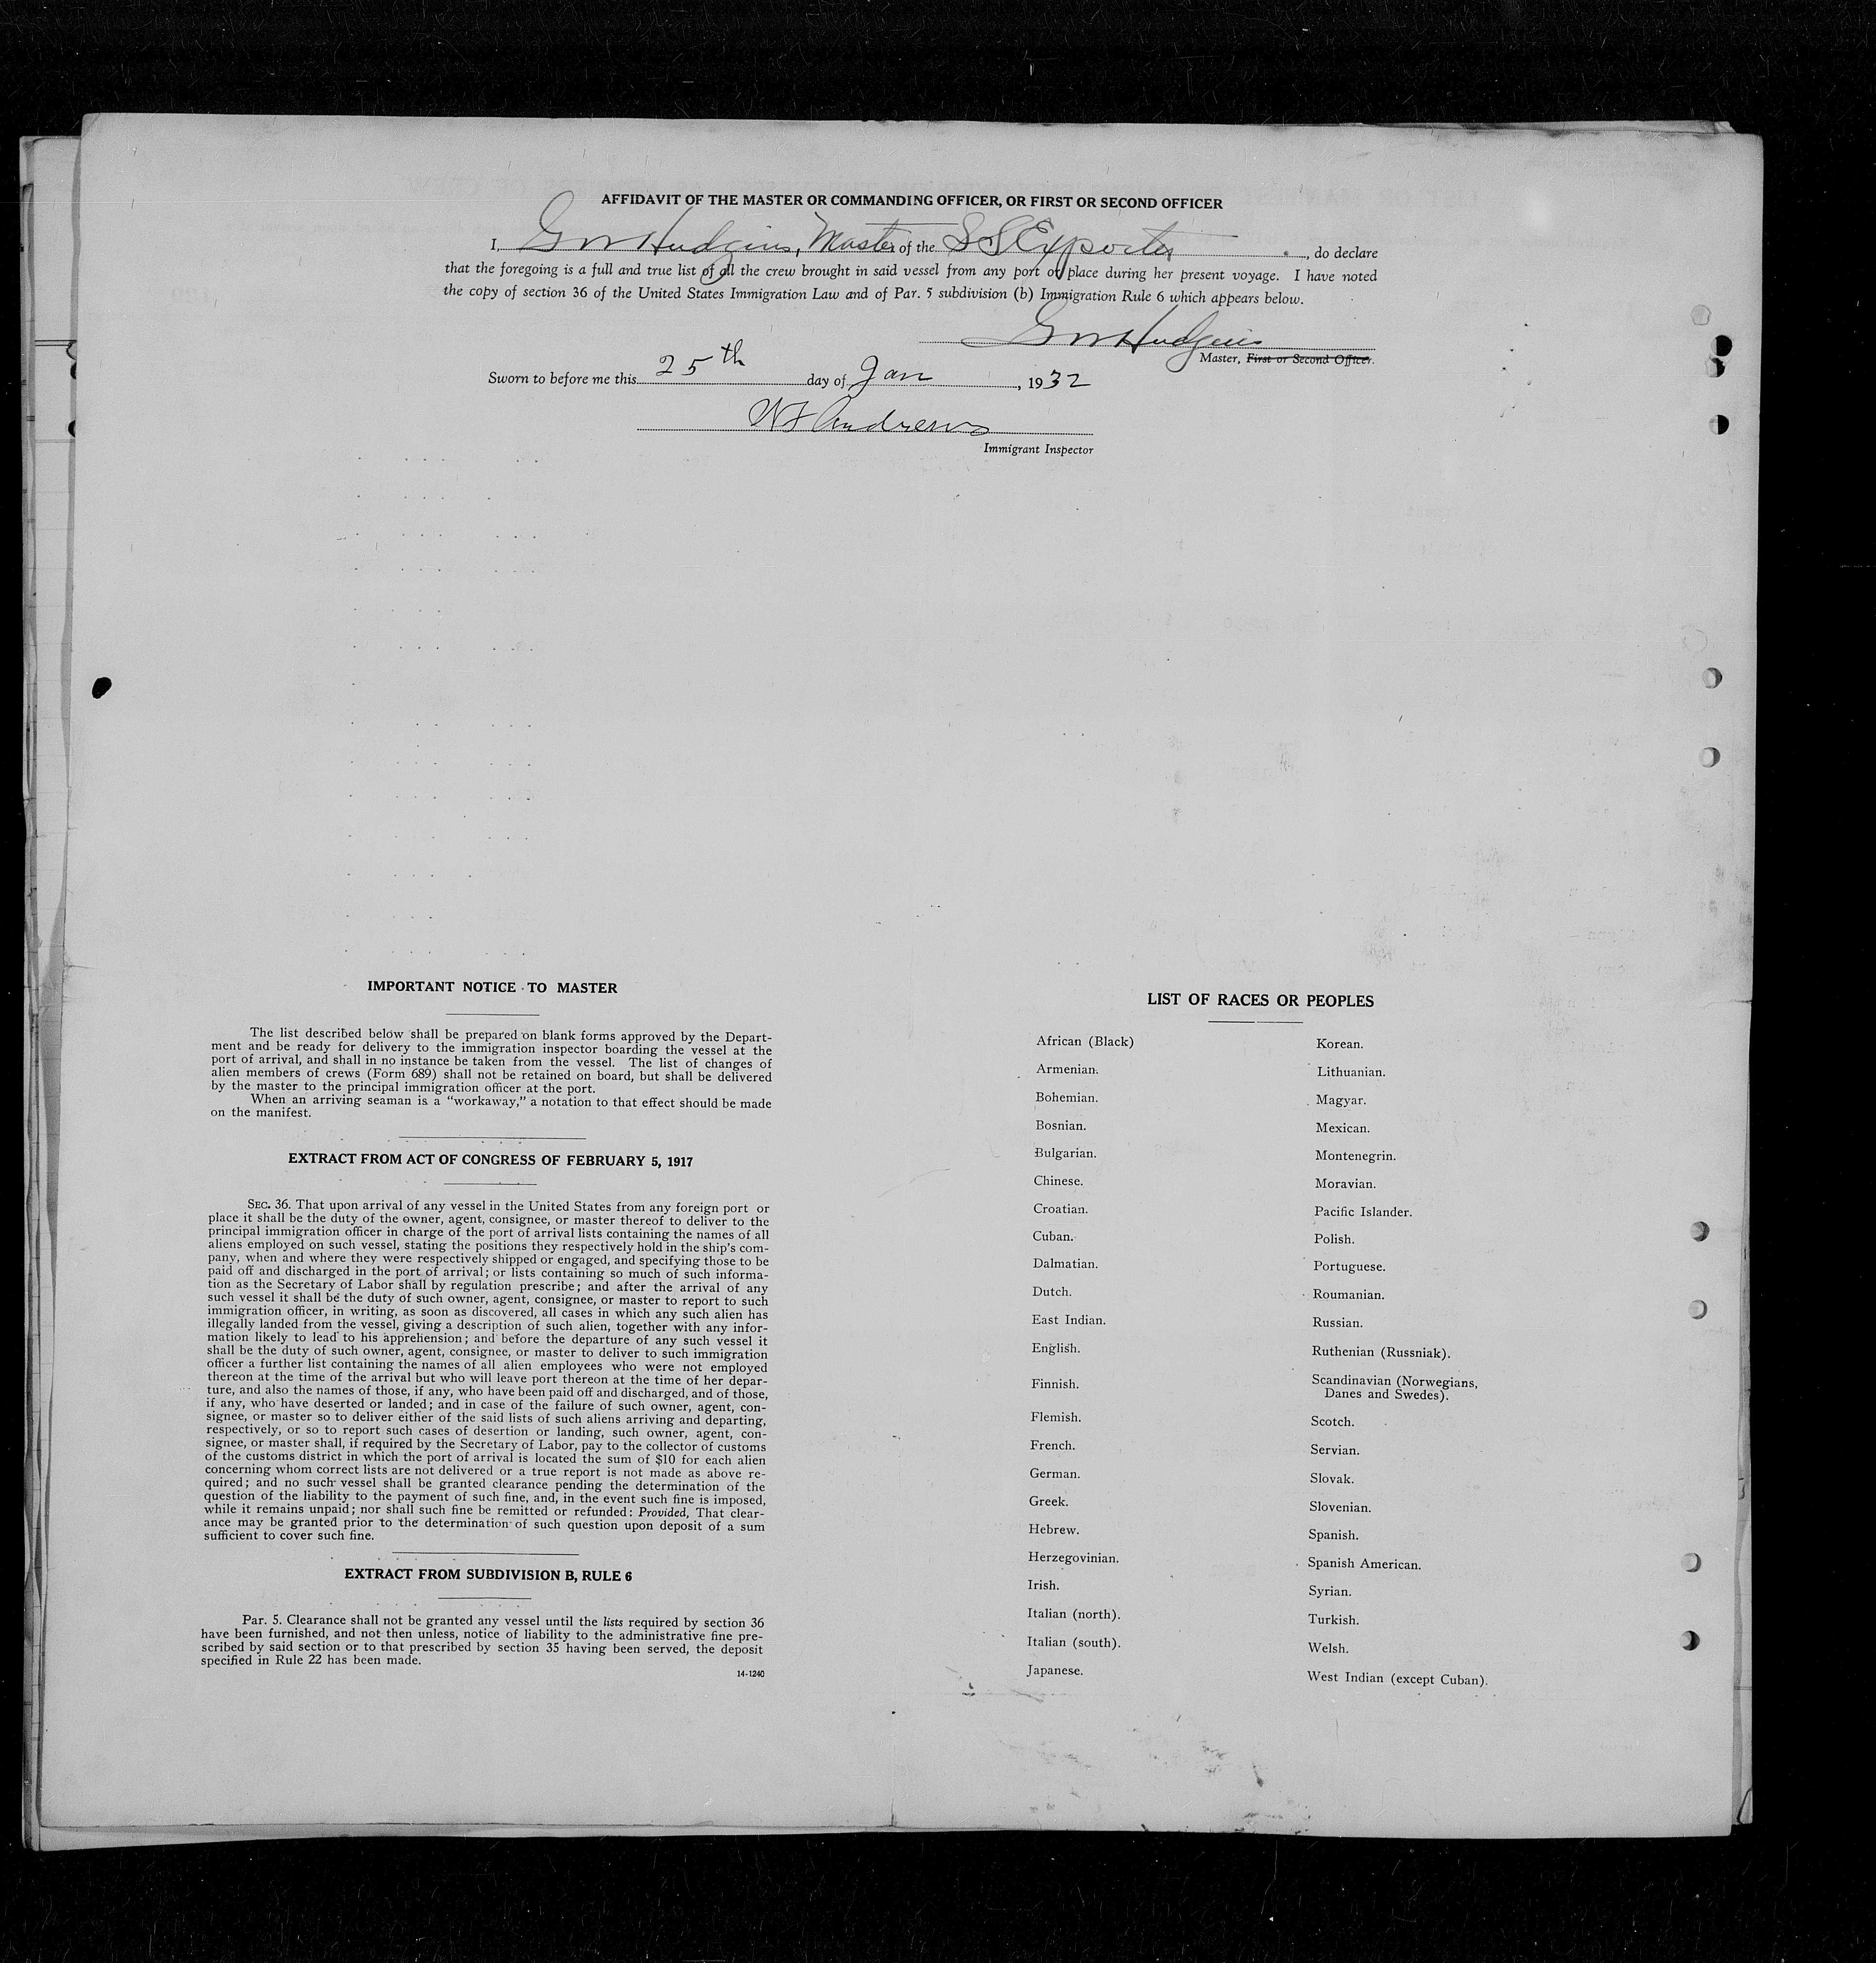 AFFIDAVIT OF THE MASTER OR COMMANDING OFFICER, OR FIRST OR SECOND OFFICER
I, G W Hudgins, Master of the S S Exporter, do declare
that the foregoing is a full and true list of all the crew brought in said vessel from any port or place during her present voyage. I have noted
the copy of section 36 of the United States Immigration Law and of Par. 5 subdivision (b) Immigration Rule 6 which appears below.
G W Hudgins
Master, First or Second Officer.
Sworn to before me this 25th day of Jan, 1932
Andrews
Immigrant Inspector
IMPORTANT NOTICE TO MASTER
The list described below shall be prepared on blank forms approved by the Depart-
ment and be ready for delivery to the immigration inspector boarding the vessel at the
port of arrival, and shall in no instance be taken from the vessel. The list of changes of
alien members of crews (Form 689) shall not be retained on board, but shall be delivered
by the master to the principal immigration officer at the port.
When an arriving seaman is a "workaway," a notation to that effect should be made
on the manifest.
EXTRACT FROM ACT OF CONGRESS OF FEBRUARY 5, 1917
SEC. 36. That upon arrival of any vessel in the United States from any foreign port or
place it shall be the duty of the owner, agent, consignee, or master thereof to deliver to the
principal immigration officer in charge of the port of arrival lists containing the names of all
aliens employed on such vessel, stating the positions they respectively hold in the ship's com-
pany, when and where they were respectively shipped or engaged, and specifying those to be
paid off and discharged in the port of arrival; or lists containing so much of such informa-
tion as the Secretary of Labor shall by regulation prescribe; and after the arrival of any
such vessel it shall be the duty of such owner, agent, consignee, or master to report to such
immigration officer, in writing, as soon as discovered, all cases in which any such alien has
illegally landed from the vessel, giving a description of such alien, together with any infor-
mation likely to lead to his apprehension; and before the departure of any such vessel it
shall be the duty of such owner, agent, consignee, or master to deliver to such immigration
officer a further list containing the names of all alien employees who were not employed
thereon at the time of the arrival but who will leave port thereon at the time of her depar-
ture, and also the names of those, if any, who have been paid off and discharged, and of those,
if any, who have deserted or landed; and in case of the failure of such owner, agent, con-
signee, or master so to deliver either of the said lists of such aliens arriving and departing,
respectively, or so to report such cases of desertion or landing, such owner, agent, con-
signee, or master shall, if required by the Secretary of Labor, pay to the collector of customs
of the customs district in which the port of arrival is located the sum of $10 for each alien
concerning whom correct lists are not delivered or a true report is not made as above re-
quired; and no such vessel shall be granted clearance pending the determination of the
question of the liability to the payment of such fine, and, in the event such fine is imposed,
while it remains unpaid; nor shall such fine be remitted or refunded: Provided, That clear-
ance may be granted prior to the determination of such question upon deposit of a sum
sufficient to cover such fine.
EXTRACT FROM SUBDIVISION B, RULE 6
Par. 5. Clearance shall not be granted any vessel until the lists required by section 36
have been furnished, and not then unless, notice of liability to the administrative fine pre-
scribed by said section or to that prescribed by section 35 having been served, the deposit
specified in Rule 22 has been made.
14-1240
LIST OF RACES OR PEOPLES
African (Black)
Armenian.
Bohemian.
Bosnian.
Bulgarian.
Chinese.
Croatian.
Cuban.
Dalmatian.
Dutch.
East Indian.
English.
Finnish.
Flemish.
French.
German.
Greek.
Hebrew.
Herzegovinian.
Irish.
Italian (north).
Italian (south).
Japanese.
Korean.
Lithuanian.
Magyar.
Mexican.
Montenegrin.
Moravian.
Pacific Islander.
Polish.
Portuguese.
Roumanian.
Russian.
Ruthenian (Russniak).
Scandinavian (Norwegians,
Danes and Swedes).
Scotch.
Servian.
Slovak.
Slovenian.
Spanish.
Spanish American.
Syrian.
Turkish.
Welsh.
West Indian (except Cuban).